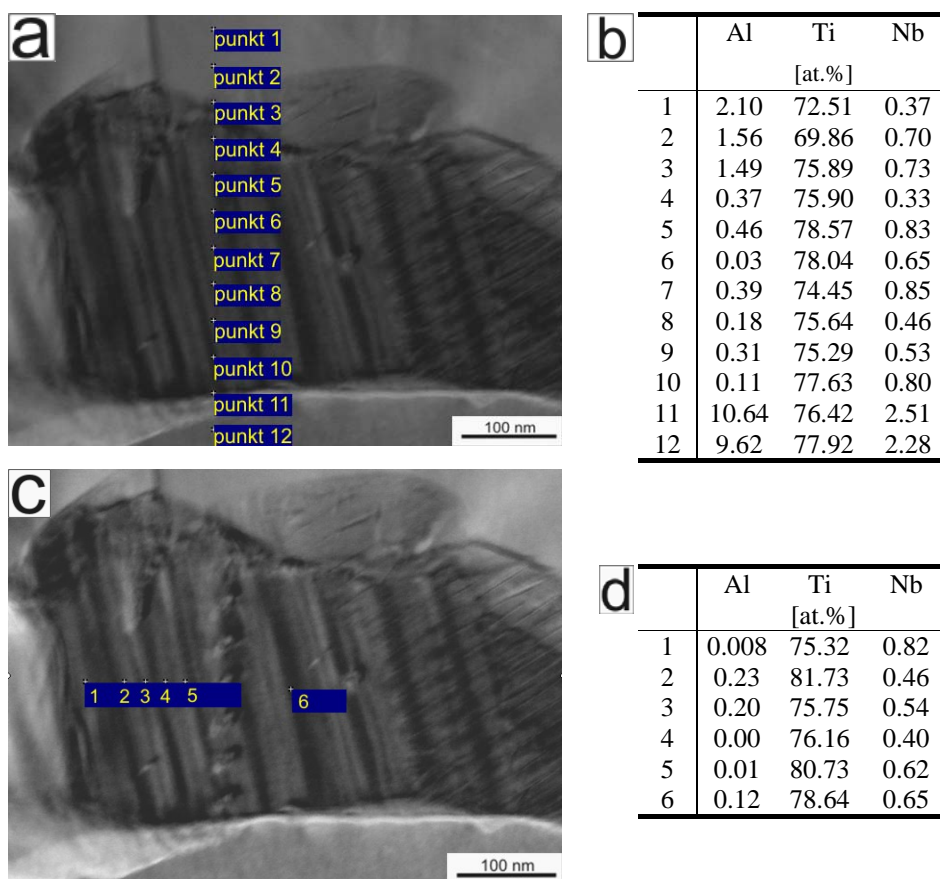 a
punkt 1
punkt 2
punkt 3
punkt 4
punkt 5
punkt 6
punkt 7
punkt 8
punkt 9
punkt 10
punkt 11
punkt 12
100 nm
b
Al Ti Nb
[at.%]
1 2.10 72.51 0.37
2 1.56 69.86 0.70
3 1.49 75.89 0.73
4 0.37 75.90 0.33
5 0.46 78.57 0.83
6 0.03 78.04 0.65
7 0.39 74.45 0.85
8 0.18 75.64 0.46
9 0.31 75.29 0.53
10 0.11 77.63 0.80
11 10.64 76.42 2.51
12 9.62 77.92 2.28
c
1 2 3 4 5
6
100 nm
d
Al Ti Nb
[at.%]
1 0.008 75.32 0.82
2 0.23 81.73 0.46
3 0.20 75.75 0.54
4 0.00 76.16 0.40
5 0.01 80.73 0.62
6 0.12 78.64 0.65